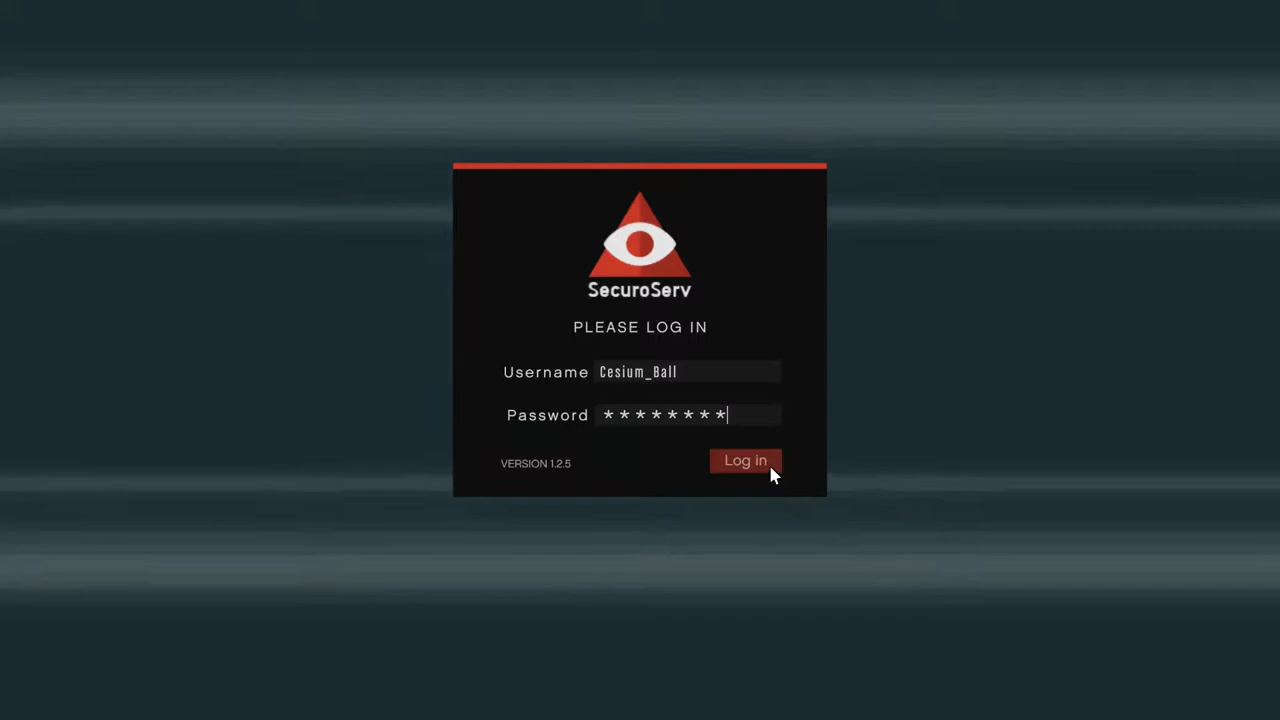 SecuroServ
PLEASE LOG IN
Username Cesium_Ball
Password ********
VERSION 1.2.5 Log in